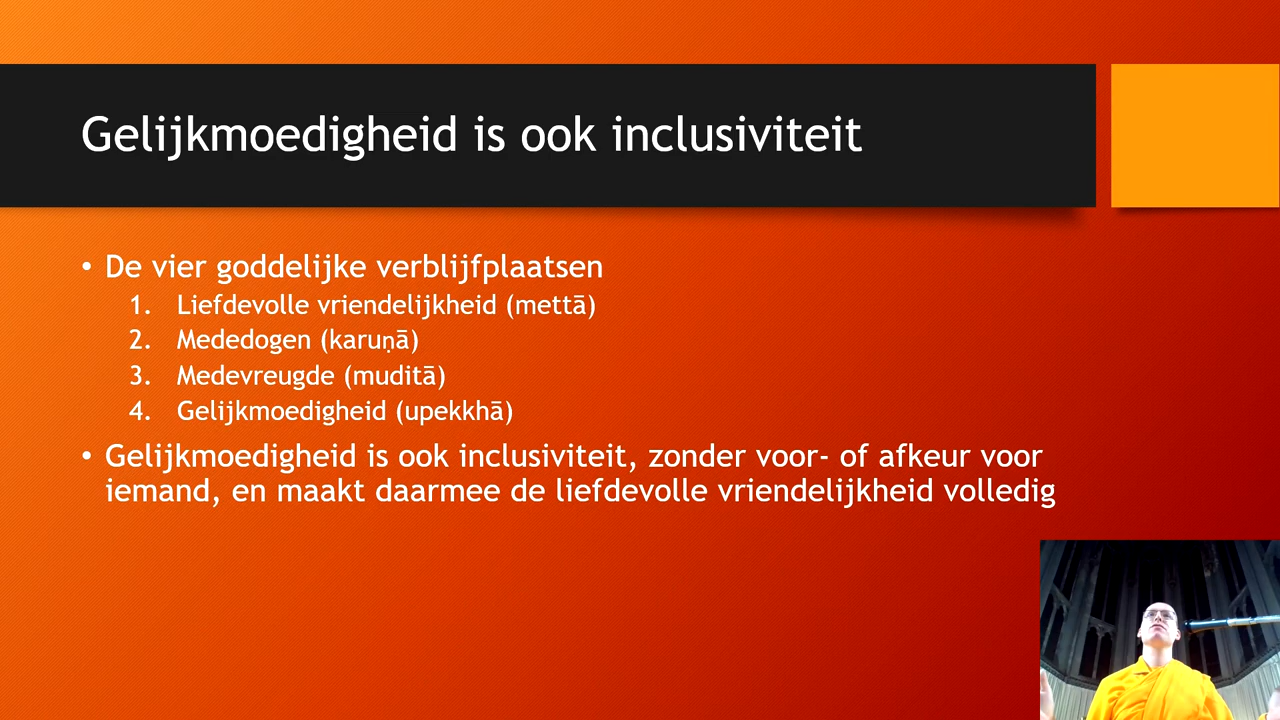 Gelijkmoedigheid is ook inclusiviteit
• De vier goddelijke verblijfplaatsen
1. Liefdevolle vriendelijkheid (mettā)
2. Mededogen (karuṇā)
3. Medevreugde (muditā)
4. Gelijkmoedigheid (upekkhā)
• Gelijkmoedigheid is ook inclusiviteit, zonder voor- of afkeur voor
iemand, en maakt daarmee de liefdevolle vriendelijkheid volledig